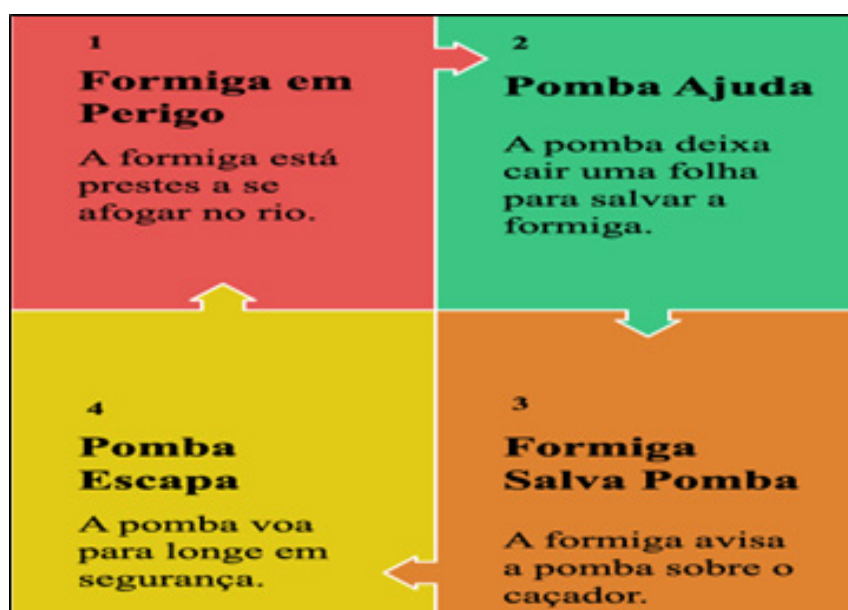 1
Formiga em
Perigo
A formiga está
prestes a se
afogar no rio.
2
Pomba Ajuda
A pomba deixa
cair uma folha
para salvar a
formiga.
3
Formiga
Salva Pomba
A formiga avisa
a pomba sobre o
caçador.
4
Pomba
Escapa
A pomba voa
para longe em
segurança.